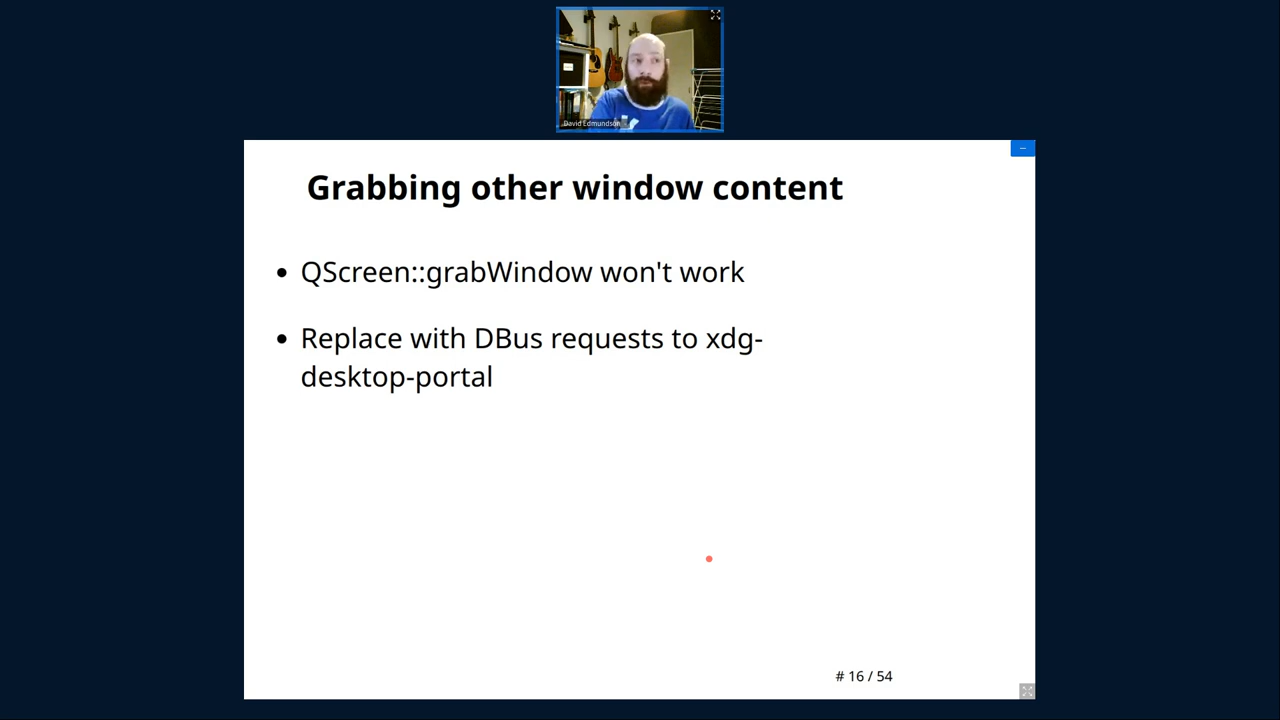 David Edmundson
Grabbing other window content
• QScreen::grabWindow won't work
• Replace with DBus requests to xdg-
desktop-portal
# 16 / 54